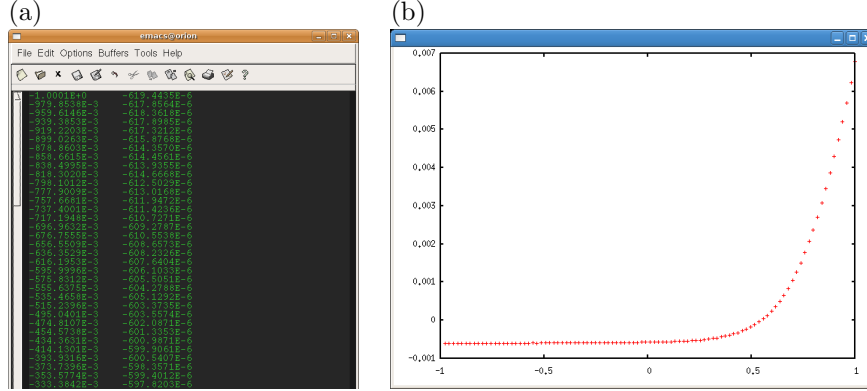 (a)
(b)
emacs@orion
File Edit Options Buffers Tools Help
-1.0001E+0 -619.4435E-6
-979.8538E-3 -617.8564E-6
-959.6146E-3 -618.3618E-6
-939.3853E-3 -617.8985E-6
-919.2203E-3 -617.3212E-6
-899.0263E-3 -615.8768E-6
-878.8603E-3 -614.3570E-6
-858.6615E-3 -614.4561E-6
-838.4995E-3 -613.9355E-6
-818.3020E-3 -614.6668E-6
-798.1012E-3 -612.5029E-6
-777.9009E-3 -613.0168E-6
-757.6681E-3 -611.9472E-6
-737.4001E-3 -611.4236E-6
-717.1948E-3 -610.7271E-6
-696.9632E-3 -609.2787E-6
-676.7555E-3 -610.5538E-6
-656.5509E-3 -608.6573E-6
-636.3529E-3 -608.2326E-6
-616.1953E-3 -607.6404E-6
-595.9996E-3 -606.1033E-6
-575.8312E-3 -605.5051E-6
-555.6375E-3 -604.2788E-6
-535.4658E-3 -605.1292E-6
-515.2396E-3 -603.3735E-6
-495.0401E-3 -603.5574E-6
-474.8107E-3 -602.0871E-6
-454.5738E-3 -601.3353E-6
-434.3631E-3 -600.9871E-6
-414.1301E-3 -599.9061E-6
-393.9316E-3 -600.5407E-6
-373.7396E-3 -598.3571E-6
-353.5774E-3 -599.4012E-6
-333.3842E-3 -597.8203E-6
0,007
0,006
0,005
0,004
0,003
0,002
0,001
0
-0,001
-1
-0,5
0
0,5
1